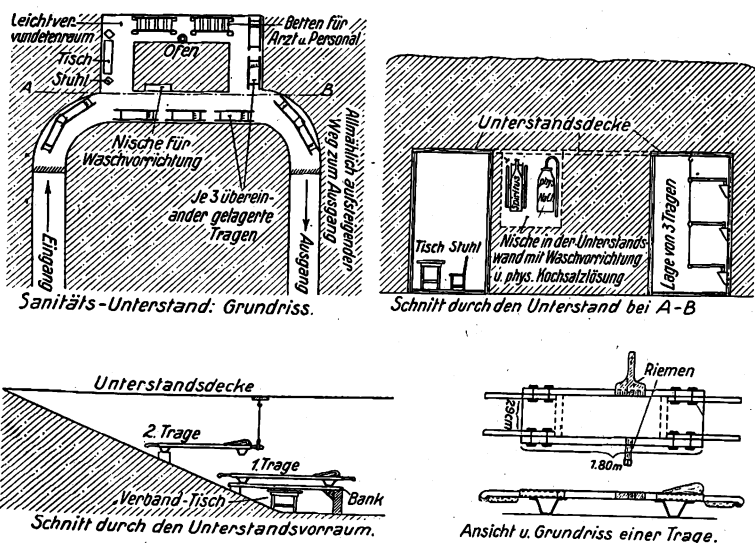 Leichtver-
wundetenraum
Betten für
Arzt u. Personal
Ofen
Tisch
Stuhl
A
B
Nische für
Waschvorrichtung
Je 3 überein-
ander gelagerte
Tragen
Eingang
Ausgang
Almählich aufsteigender
Weg zum Ausgang
Sanitäts-Unterstand: Grundriss.
Unterstandsdecke
phys.
NaCl
Tisch Stuhl
Nische in der Unterstands-
wand mit Waschvorrichtung
u. phys. Kochsalzlösung
Lage von 3 Tragen
Schnitt durch den Unterstand bei A-B
Unterstandsdecke
2. Trage
1. Trage
Verband-Tisch
Bank
Schnitt durch den Unterstandsvorraum.
Riemen
29cm
1.80m
Ansicht u. Grundriss einer Trage.